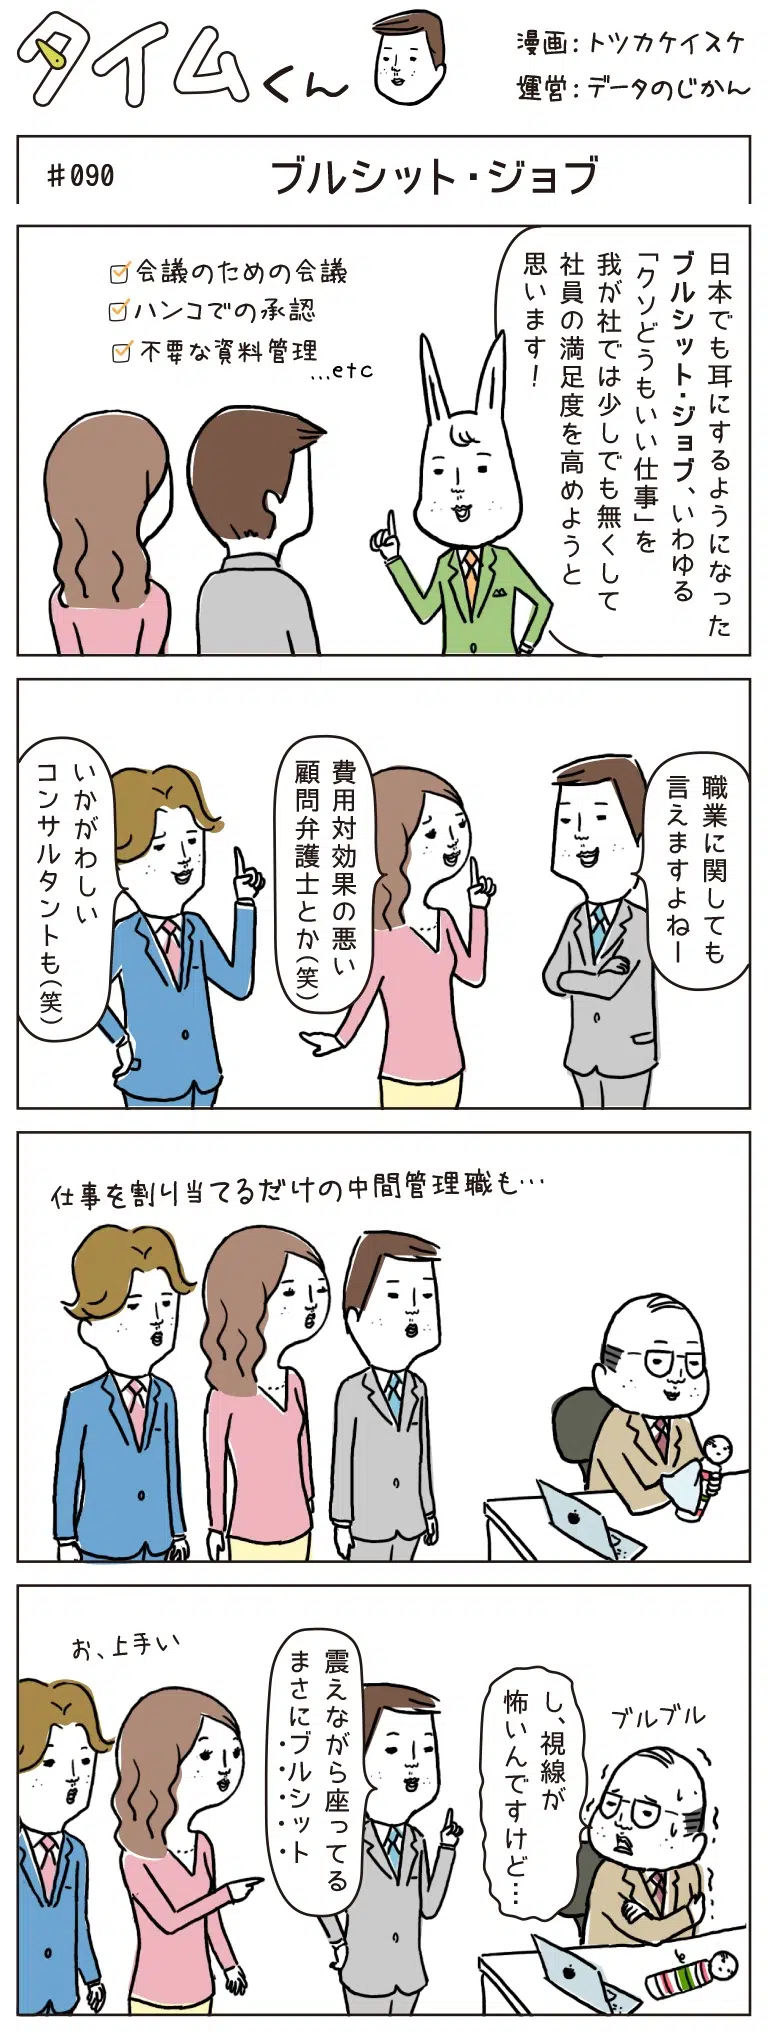 タイムくん
漫画:トツカケイスケ
運営:データのじかん
#090
ブルシット・ジョブ
日本でも耳にするようになった
ブルシット・ジョブ、いわゆる
「クソどうもいい仕事」を
我が社では少しでも無くして
社員の満足度を高めようと
思います!
会議のための会議
ハンコでの承認
不要な資料管理
...etc
職業に関しても
言えますよねー
費用対効果の悪い
顧問弁護士とか(笑)
いかがわしい
コンサルタントも(笑)
仕事を割り当てるだけの中間管理職も…
ブルブル
し、視線が
怖いんですけど…
震えながら座ってる
まさにブルシット
お、上手い